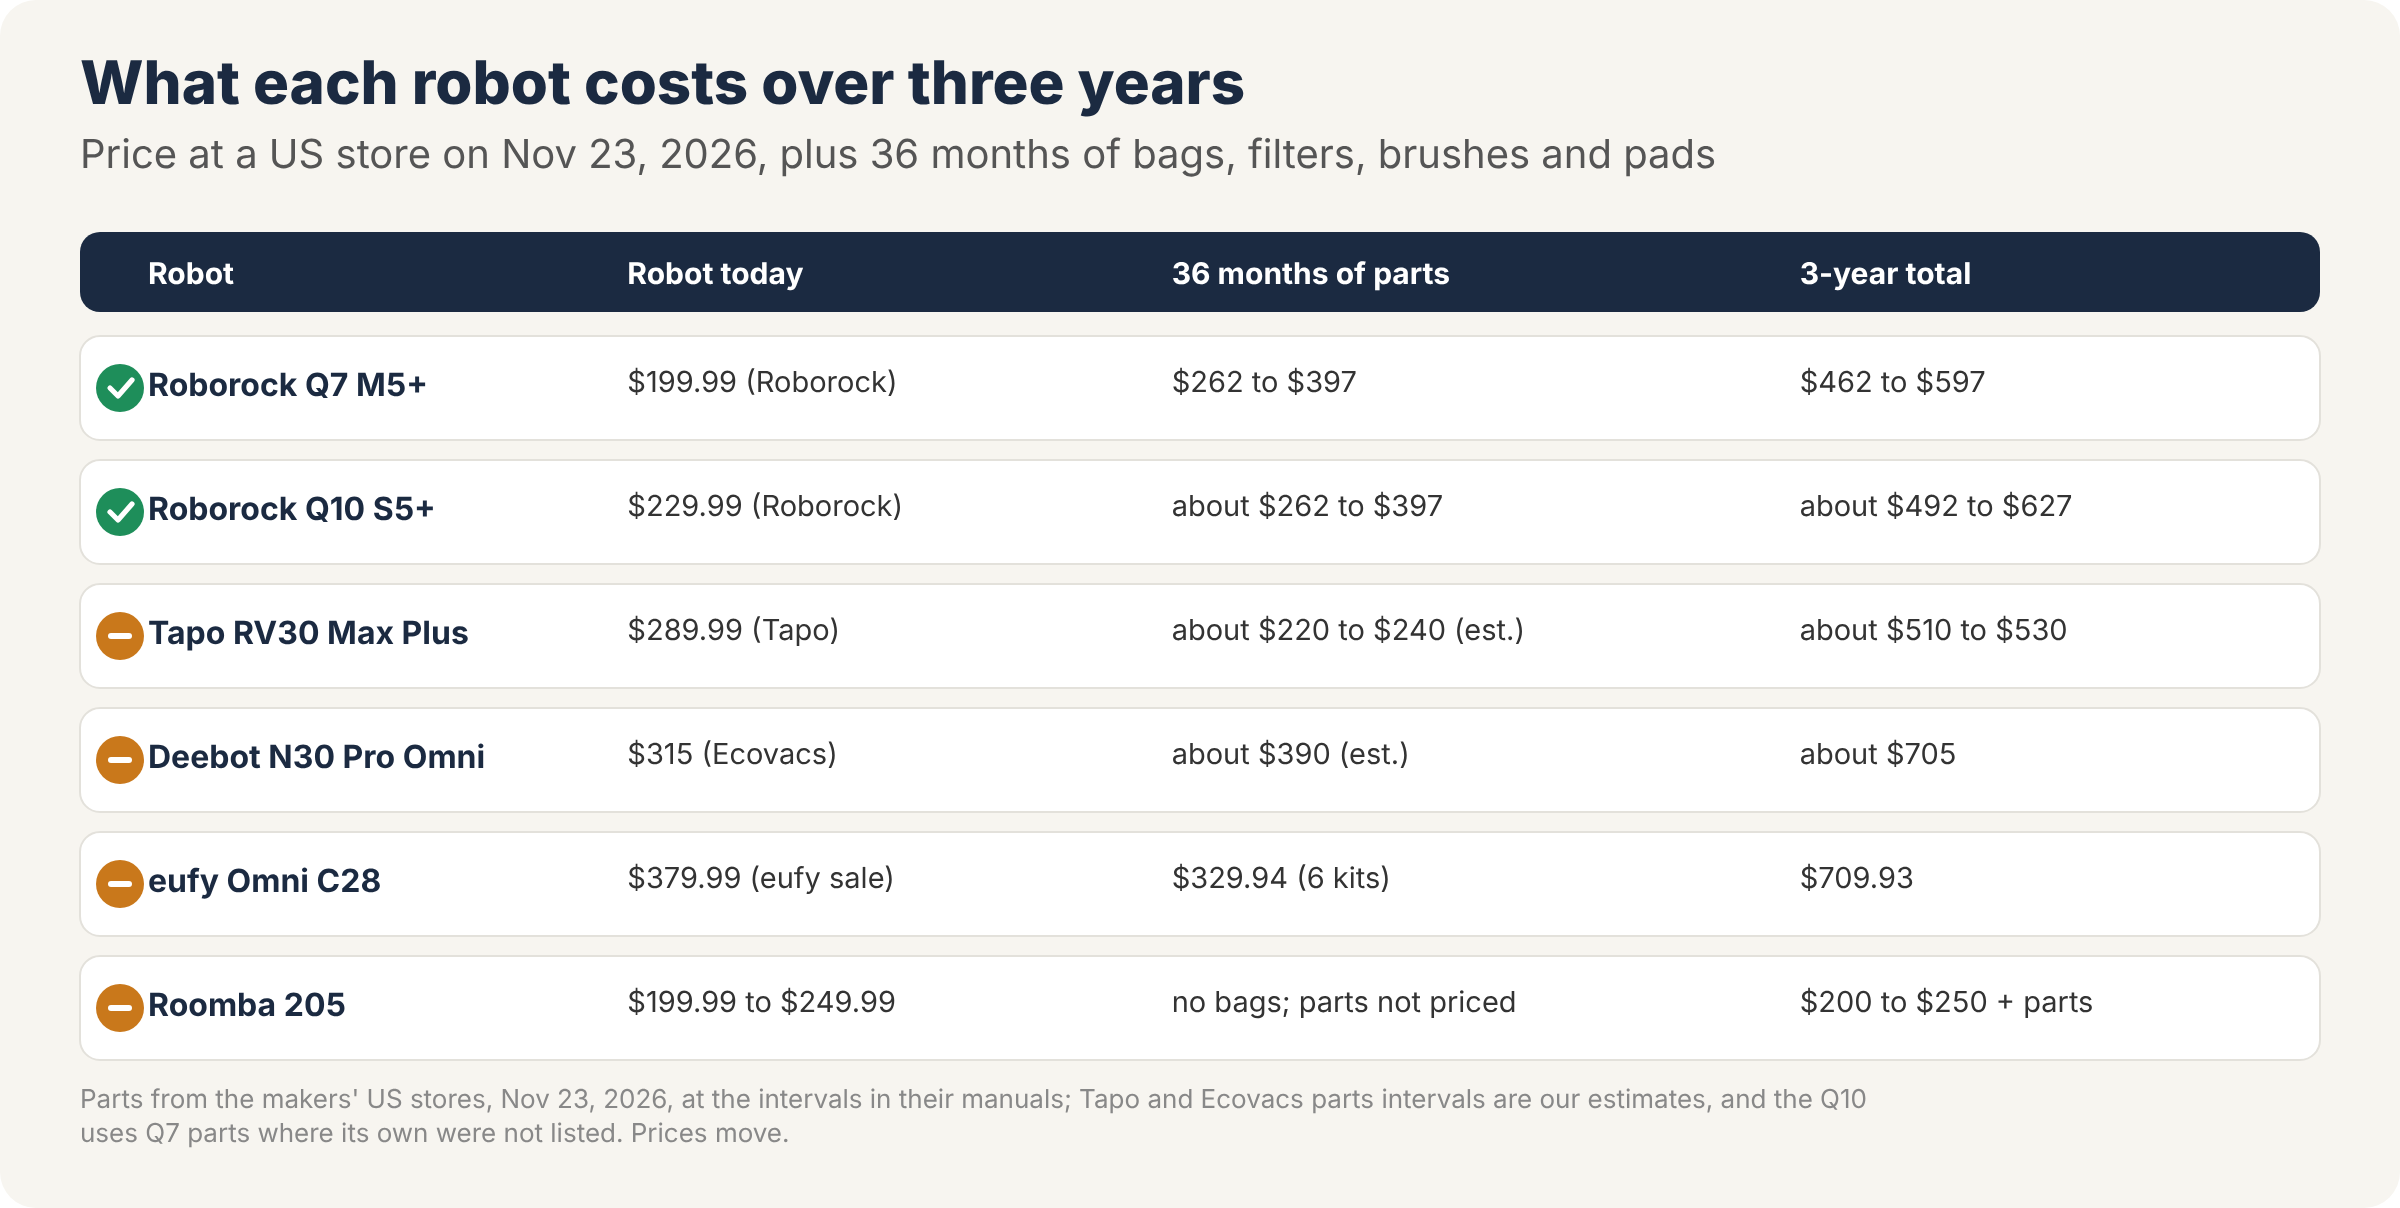 What each robot costs over three years
Price at a US store on Nov 23, 2026, plus 36 months of bags, filters, brushes and pads
Robot Robot today 36 months of parts 3-year total
Roborock Q7 M5+ $199.99 (Roborock) $262 to $397 $462 to $597
Roborock Q10 S5+ $229.99 (Roborock) about $262 to $397 about $492 to $627
Tapo RV30 Max Plus $289.99 (Tapo) about $220 to $240 (est.) about $510 to $530
Deebot N30 Pro Omni $315 (Ecovacs) about $390 (est.) about $705
eufy Omni C28 $379.99 (eufy sale) $329.94 (6 kits) $709.93
Roomba 205 $199.99 to $249.99 no bags; parts not priced $200 to $250 + parts
Parts from the makers' US stores, Nov 23, 2026, at the intervals in their manuals; Tapo and Ecovacs parts intervals are our estimates, and the Q10
uses Q7 parts where its own were not listed. Prices move.